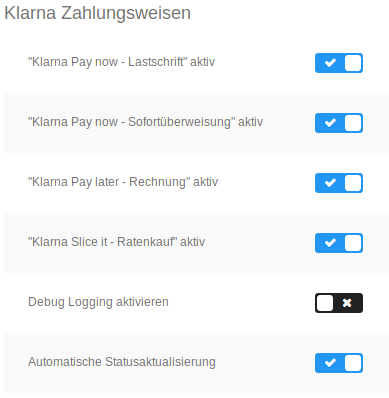 Klarna Zahlungsweisen
"Klarna Pay now - Lastschrift" aktiv
"Klarna Pay now - Sofortüberweisung" aktiv
"Klarna Pay later - Rechnung" aktiv
"Klarna Slice it - Ratenkauf" aktiv
Debug Logging aktivieren
Automatische Statusaktualisierung